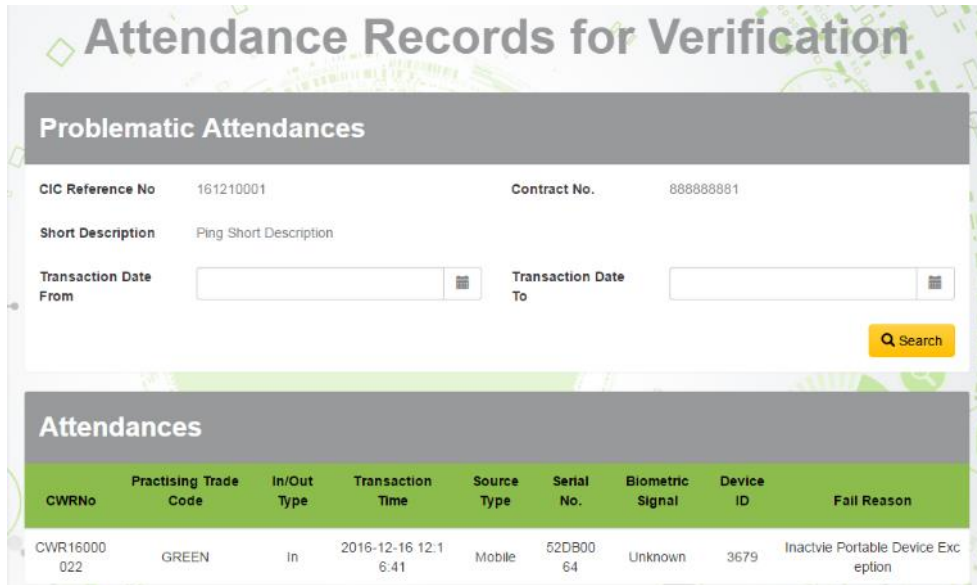 Attendance Records for Verification
Problematic Attendances
CIC Reference No 161210001 Contract No. 888888881
Short Description Ping Short Description
Transaction Date Transaction Date
From To
Search
Attendances
Practising Trade In/Out Transaction Source Serial Biometric Device
CWRNo Code Type Time Type No. Signal ID Fail Reason
CWR16000 2016-12-16 12:1 52DB00 Inactvie Portable Device Exc
022 GREEN In 6:41 Mobile 64 Unknown 3679 eption